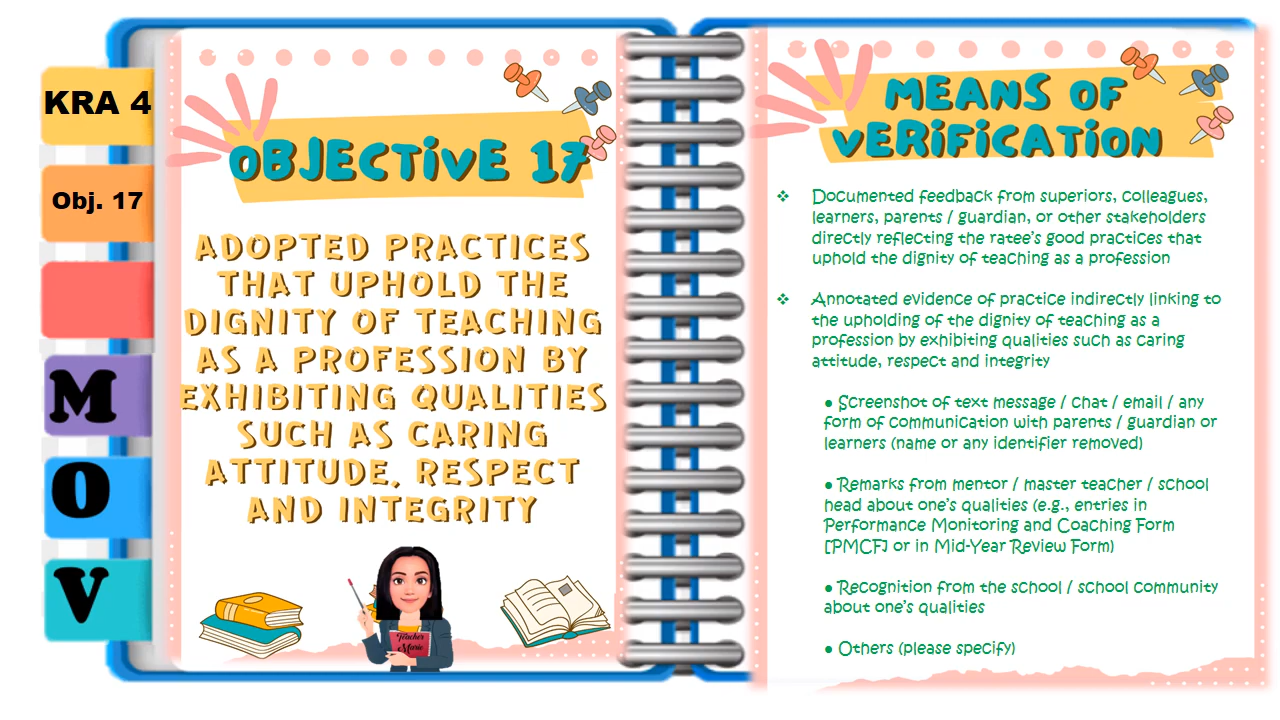 KRA 4
Obj. 17
M
O
V
OBJECTIVE 17
ADOPTED PRACTICES
THAT UPHOLD THE
DIGNITY OF TEACHING
AS A PROFESSION BY
EXHIBITING QUALITIES
SUCH AS CARING
ATTITUDE, RESPECT
AND INTEGRITY
Teacher
Marie
MEANS OF
VERIFICATION
❖ Documented feedback from superiors, colleagues,
learners, parents / guardian, or other stakeholders
directly reflecting the ratee's good practices that
uphold the dignity of teaching as a profession
❖ Annotated evidence of practice indirectly linking to
the upholding of the dignity of teaching as a
profession by exhibiting qualities such as caring
attitude, respect and integrity
• Screenshot of text message / chat / email / any
form of communication with parents / guardian or
learners (name or any identifier removed)
• Remarks from mentor / master teacher / school
head about one's qualities (e.g., entries in
Performance Monitoring and Coaching Form
[PMCF] or in Mid-Year Review Form)
• Recognition from the school / school community
about one's qualities
• Others (please specify)